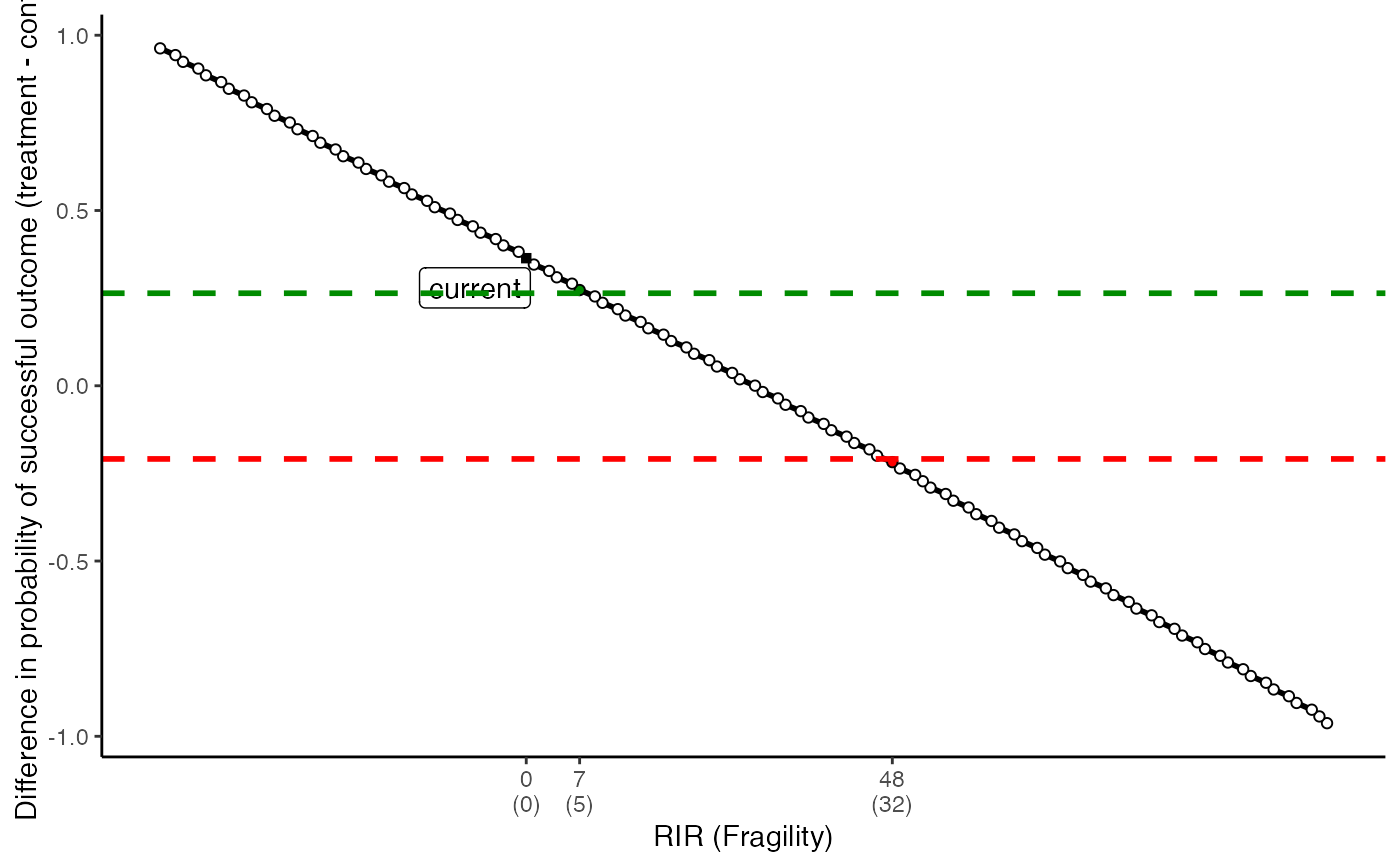 Difference in probability of successful outcome (treatment - con
1.0
0.5
0.0
-0.5
-1.0
current
0 7 48
(0) (5) (32)
RIR (Fragility)